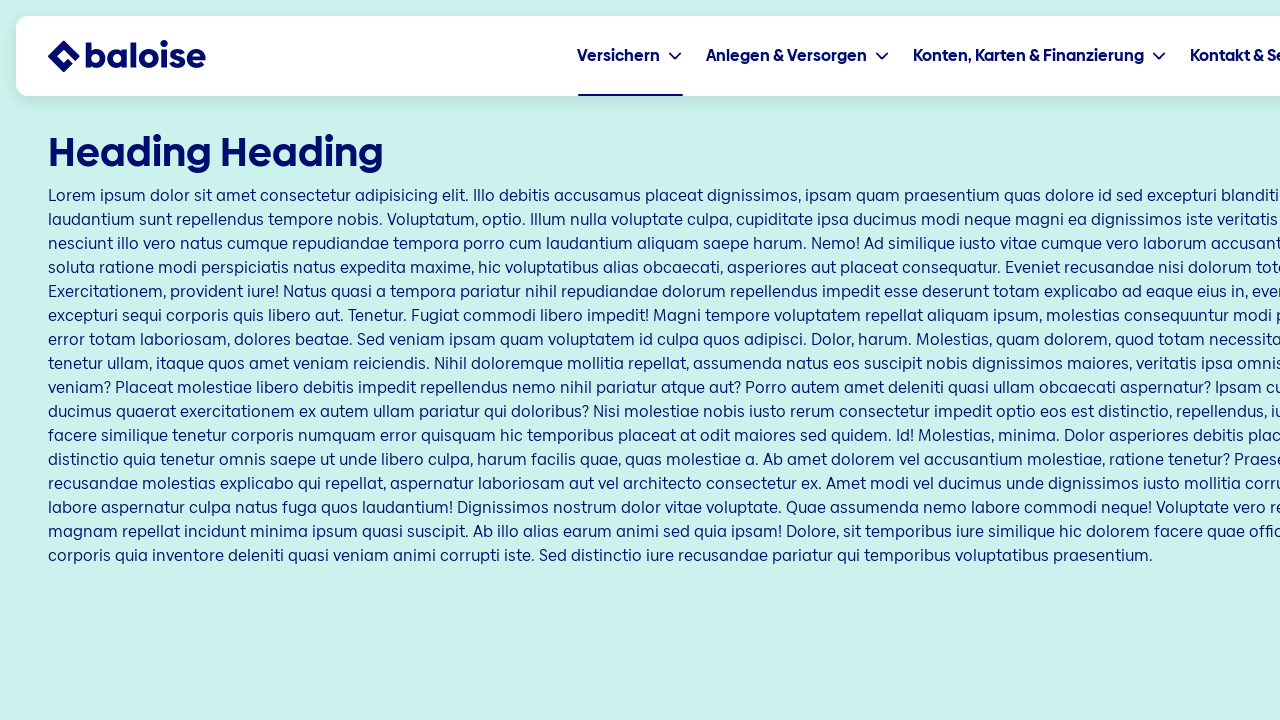 baloise
Versichern
Anlegen & Versorgen
Konten, Karten & Finanzierung
Kontakt &
Heading Heading
Lorem ipsum dolor sit amet consectetur adipisicing elit. Illo debitis accusamus placeat dignissimos, ipsam quam praesentium quas dolore id sed excepturi
laudantium sunt repellendus tempore nobis. Voluptatum, optio. Illum nulla voluptate culpa, cupiditate ipsa ducimus modi neque magni ea dignissimos iste veritatis
nesciunt illo vero natus cumque repudiandae tempora porro cum laudantium aliquam saepe harum. Nemo! Ad similique iusto vitae cumque vero laborum
soluta ratione modi perspiciatis natus expedita maxime, hic voluptatibus alias obcaecati, asperiores aut placeat consequatur. Eveniet recusandae nisi dolorum
Exercitationem, provident iure! Natus quasi a tempora pariatur nihil repudiandae dolorum repellendus impedit esse deserunt totam explicabo ad eaque eius in,
excepturi sequi corporis quis libero aut. Tenetur. Fugiat commodi libero impedit! Magni tempore voluptatem repellat aliquam ipsum, molestias consequuntur modi
error totam laboriosam, dolores beatae. Sed veniam ipsam quam voluptatem id culpa quos adipisci. Dolor, harum. Molestias, quam dolorem, quod totam
tenetur ullam, itaque quos amet veniam reiciendis. Nihil doloremque mollitia repellat, assumenda natus eos suscipit nobis dignissimos maiores, veritatis ipsa
veniam? Placeat molestiae libero debitis impedit repellendus nemo nihil pariatur atque aut? Porro autem amet deleniti quasi ullam obcaecati aspernatur? Ipsam
ducimus quaerat exercitationem ex autem ullam pariatur qui doloribus? Nisi molestiae nobis iusto rerum consectetur impedit optio eos est distinctio, repellendus,
facere similique tenetur corporis numquam error quisquam hic temporibus placeat at odit maiores sed quidem. Id! Molestias, minima. Dolor asperiores debitis
distinctio quia tenetur omnis saepe ut unde libero culpa, harum facilis quae, quas molestiae a. Ab amet dolorem vel accusantium molestiae, ratione tenetur?
recusandae molestias explicabo qui repellat, aspernatur laboriosam aut vel architecto consectetur ex. Amet modi vel ducimus unde dignissimos iusto mollitia
labore aspernatur culpa natus fuga quos laudantium! Dignissimos nostrum dolor vitae voluptate. Quae assumenda nemo labore commodi neque! Voluptate vero
magnam repellat incidunt minima ipsum quasi suscipit. Ab illo alias earum animi sed quia ipsam! Dolore, sit temporibus iure similique hic dolorem facere quae
corporis quia inventore deleniti quasi veniam animi corrupti iste. Sed distinctio iure recusandae pariatur qui temporibus voluptatibus praesentium.